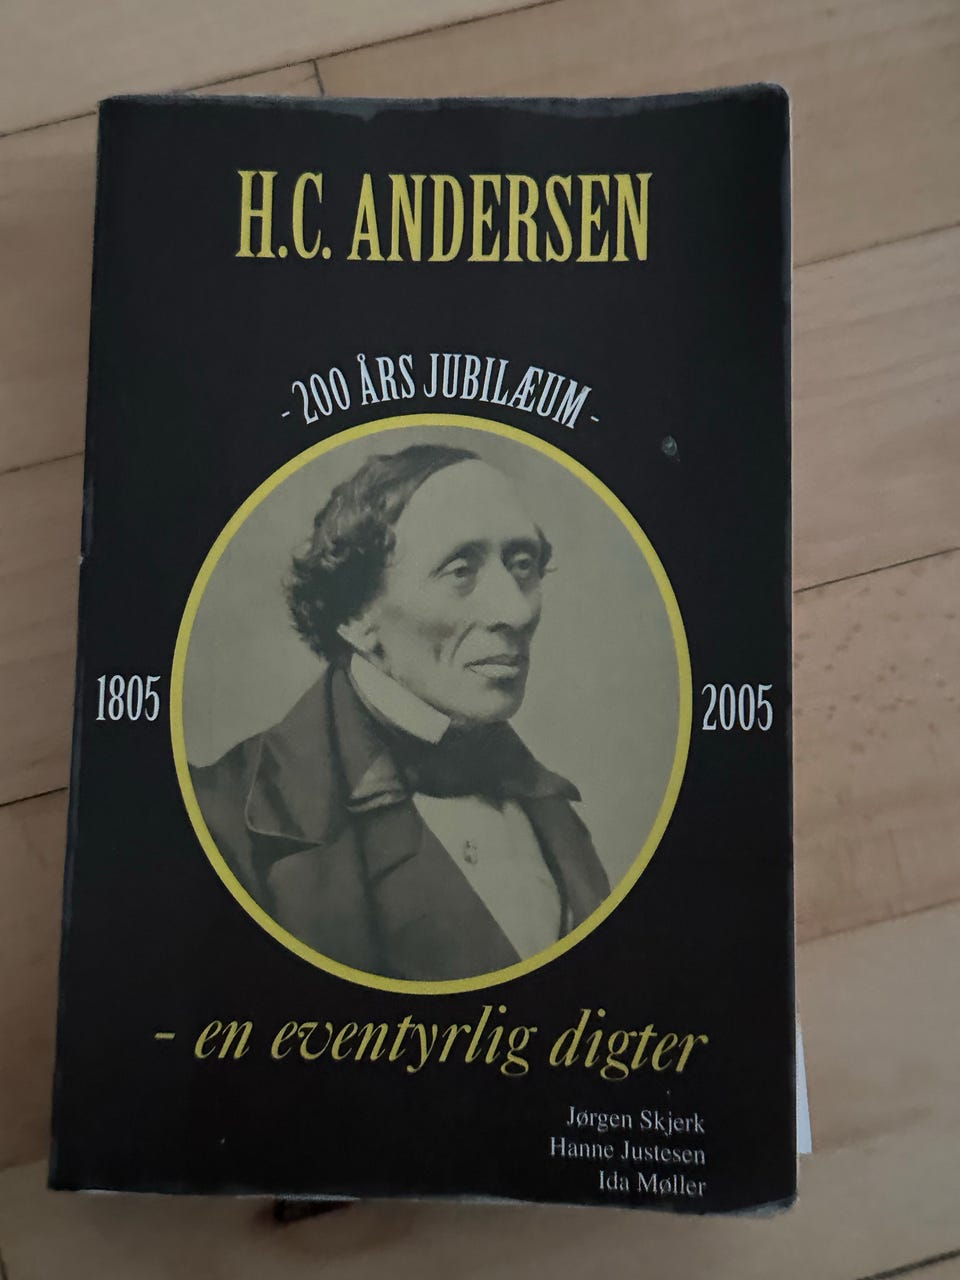 H.C. ANDERSEN
- 200 ÅRS JUBILÆUM -
1805
2005
- en eventyrlig digter
Jørgen Skjerk
Hanne Justesen
Ida Møller